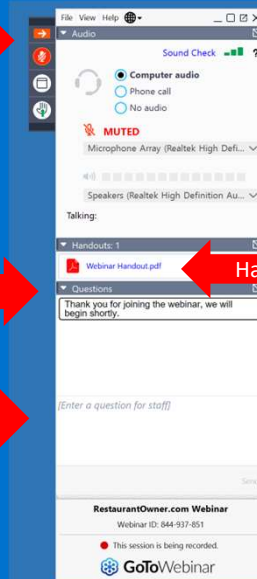 File View Help
Audio
Sound Check ?
Computer audio
Phone call
No audio
MUTED
Microphone Array (Realtek High Defi...
Speakers (Realtek High Definition Au...
Talking:
Handouts: 1
Webinar Handout.pdf
Ha
Questions
Thank you for joining the webinar, we will
begin shortly.
[Enter a question for staff]
RestaurantOwner.com Webinar
Webinar ID: 844-937-851
This session is being recorded.
GoToWebinar